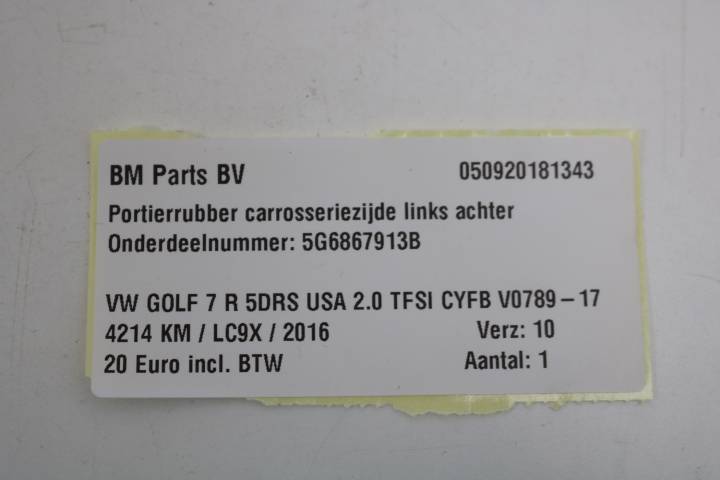 BM Parts BV 050920181343
Portierrubber carrosseriezijde links achter
Onderdeelnummer: 5G6867913B
VW GOLF 7 R 5DRS USA 2.0 TFSI CYFB V0789 – 17
4214 KM / LC9X / 2016 Verz: 10
20 Euro incl. BTW Aantal: 1